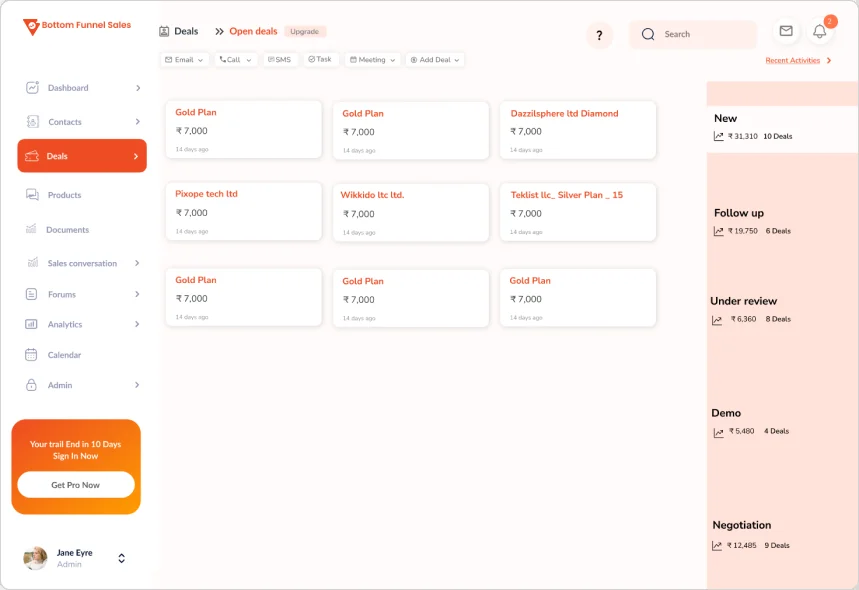 Bottom Funnel Sales
Deals
Open deals
Upgrade
?
Search
2
Email
Call
SMS
Task
Meeting
Add Deal
Recent Activities
Dashboard
Contacts
Deals
Products
Documents
Sales conversation
Forums
Analytics
Calendar
Admin
Your trail End in 10 Days
Sign In Now
Get Pro Now
Jane Eyre
Admin
Gold Plan
₹ 7,000
14 days ago
Gold Plan
₹ 7,000
14 days ago
Dazzilsphere ltd Diamond
₹ 7,000
14 days ago
Pixope tech ltd
₹ 7,000
14 days ago
Wikkido ltc ltd.
₹ 7,000
14 days ago
Teklist llc_ Silver Plan _ 15
₹ 7,000
14 days ago
Gold Plan
₹ 7,000
14 days ago
Gold Plan
₹ 7,000
14 days ago
Gold Plan
₹ 7,000
14 days ago
New
₹ 31,310 10 Deals
Follow up
₹ 19,750 6 Deals
Under review
₹ 6,360 8 Deals
Demo
₹ 5,480 4 Deals
Negotiation
₹ 12,485 9 Deals